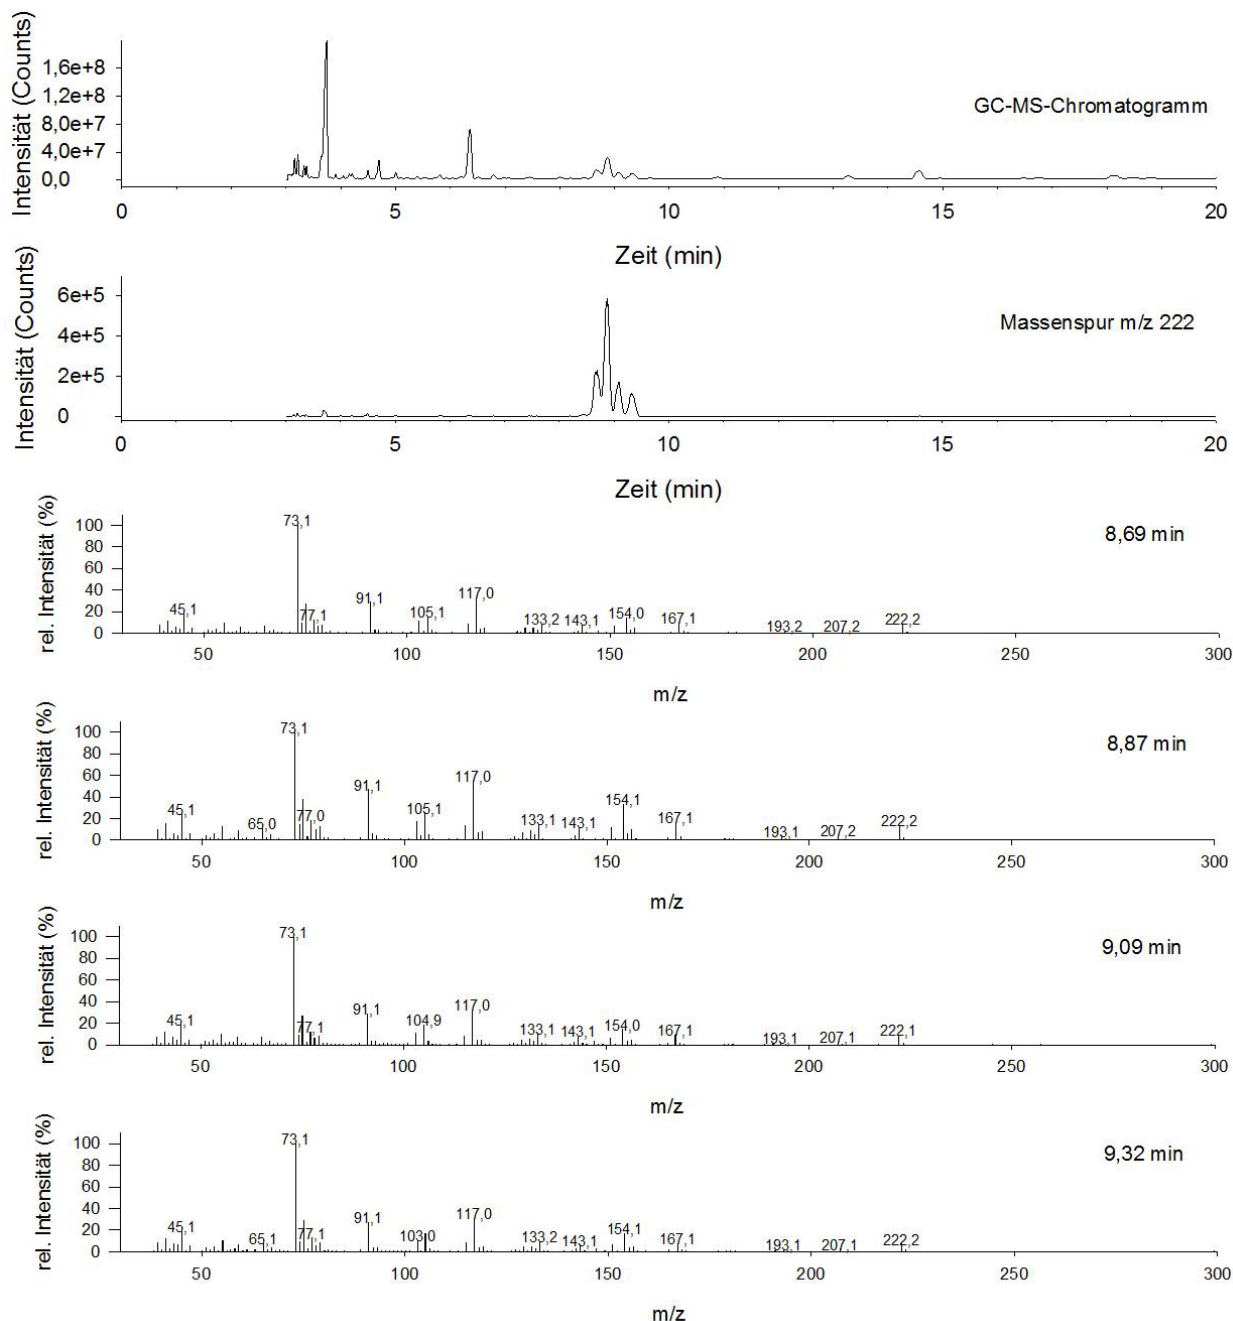 Intensität (Counts)
1,6e+8
1,2e+8
8,0e+7
4,0e+7
0,0
GC-MS-Chromatogramm
0 5 10 15 20
Zeit (min)
Intensität (Counts)
6e+5
4e+5
2e+5
0
Massenspur m/z 222
0 5 10 15 20
Zeit (min)
rel. Intensität (%)
100
80
60
40
20
0
8,69 min
73,1
45,1 77,1 91,1 105,1 117,0 133,2 143,1 154,0 167,1 193,2 207,2 222,2
50 100 150 200 250 300
m/z
rel. Intensität (%)
100
80
60
40
20
0
8,87 min
73,1
45,1 65,0 77,0 91,1 105,1 117,0 133,1 143,1 154,1 167,1 193,1 207,2 222,2
50 100 150 200 250 300
m/z
rel. Intensität (%)
100
80
60
40
20
0
9,09 min
73,1
45,1 77,1 91,1 104,9 117,0 133,1 143,1 154,0 167,1 193,1 207,1 222,1
50 100 150 200 250 300
m/z
rel. Intensität (%)
100
80
60
40
20
0
9,32 min
73,1
45,1 65,1 77,1 91,1 103,0 117,0 133,2 143,1 154,1 167,1 193,1 207,1 222,2
50 100 150 200 250 300
m/z